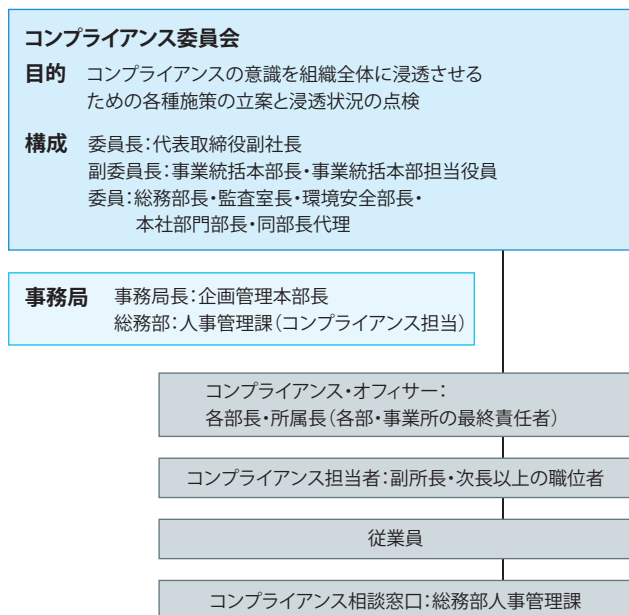 コンプライアンス委員会
目的 コンプライアンスの意識を組織全体に浸透させる
ための各種施策の立案と浸透状況の点検
構成 委員長：代表取締役副社長
副委員長：事業統括本部長・事業統括本部担当役員
委員：総務部長・監査室長・環境安全部長・
本社部門部長・同部長代理
事務局 事務局長：企画管理本部長
総務部：人事管理課（コンプライアンス担当）
コンプライアンス・オフィサー：
各部長・所属長（各部・事業所の最終責任者）
コンプライアンス担当者：副所長・次長以上の職位者
従業員
コンプライアンス相談窓口：総務部人事管理課